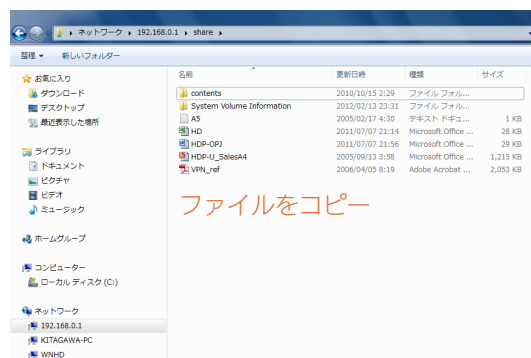 ネットワーク ▸ 192.168.0.1 ▸ share ▸
整理 ▼ 新しいフォルダー
名前 更新日時 種類 サイズ
お気に入り
ダウンロード
デスクトップ
最近表示した場所
ライブラリ
ドキュメント
ピクチャ
ビデオ
ミュージック
ホームグループ
コンピューター
ローカル ディスク (C:)
ネットワーク
192.168.0.1
KITAGAWA-PC
WNHD
contents 2010/10/15 2:29 ファイル フォル...
System Volume Information 2012/02/13 23:31 ファイル フォル...
A5 2005/02/17 4:30 テキスト ドキュ... 1 KB
HD 2011/07/07 21:14 Microsoft Office ... 28 KB
HDP-OPJ 2011/07/07 21:56 Microsoft Office ... 29 KB
HDP-U_SalesA4 2005/09/13 3:58 Microsoft Office ... 1,215 KB
VPN_ref 2006/04/05 8:19 Adobe Acrobat ... 2,053 KB
ファイルをコピー